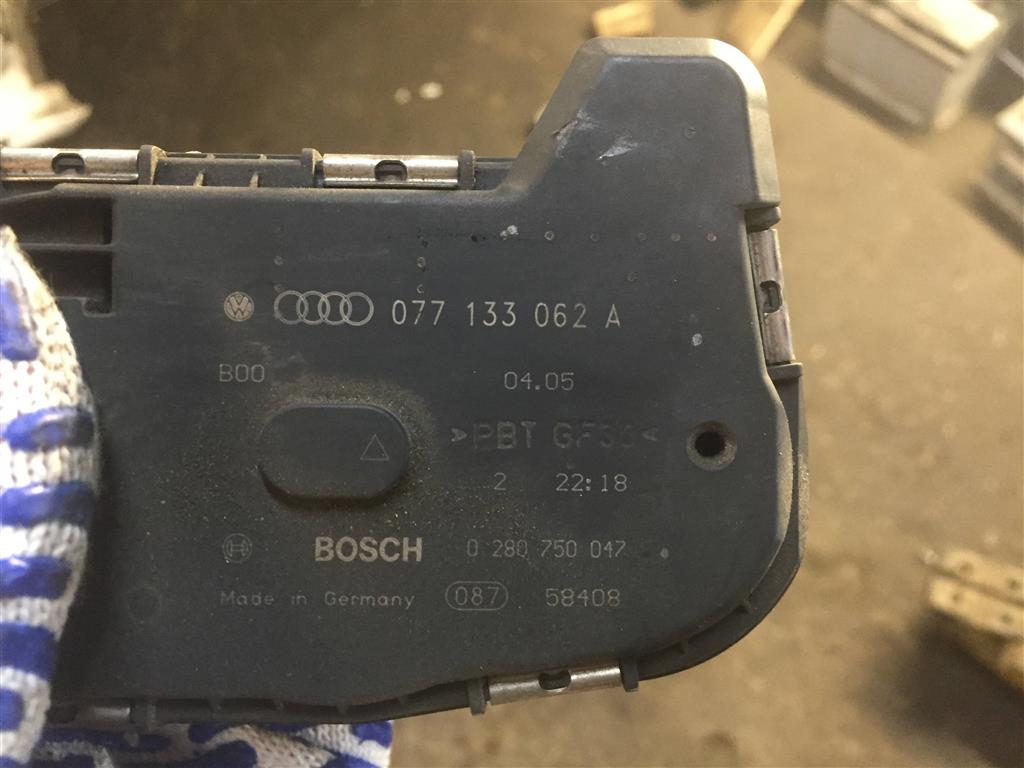 077 133 062 A
B00 04.05
>PBT GF30<
2 22:18
BOSCH 0 280 750 047
Made in Germany 087 58408